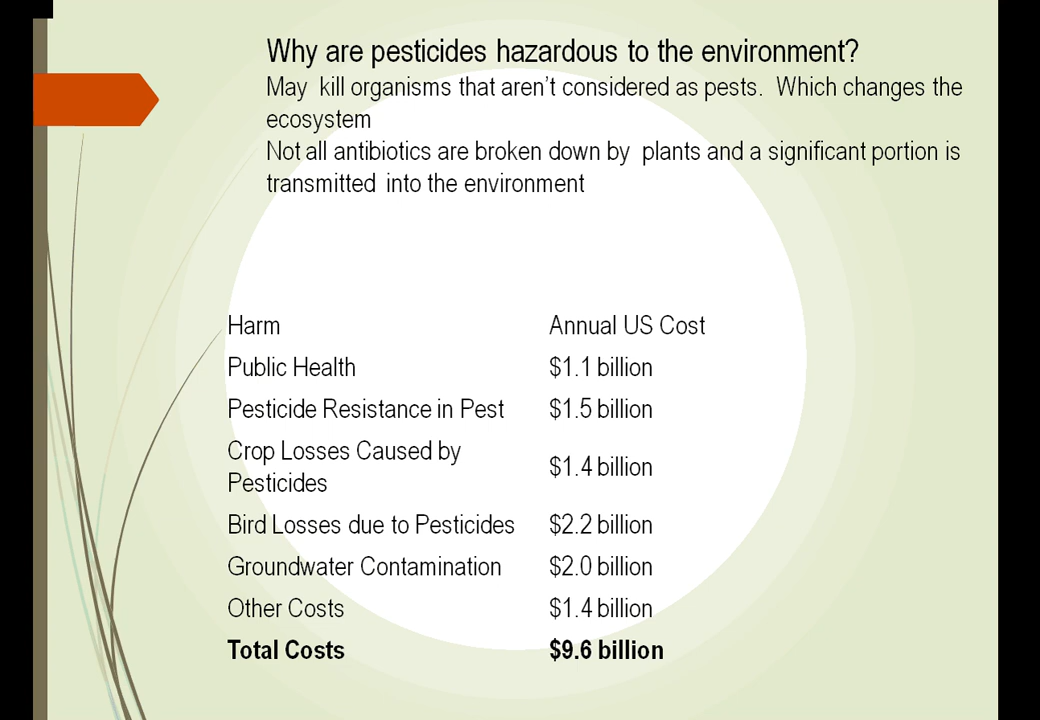 Why are pesticides hazardous to the environment?
May kill organisms that aren't considered as pests. Which changes the
ecosystem
Not all antibiotics are broken down by plants and a significant portion is
transmitted into the environment
Harm Annual US Cost
Public Health $1.1 billion
Pesticide Resistance in Pest $1.5 billion
Crop Losses Caused by
Pesticides $1.4 billion
Bird Losses due to Pesticides $2.2 billion
Groundwater Contamination $2.0 billion
Other Costs $1.4 billion
Total Costs $9.6 billion